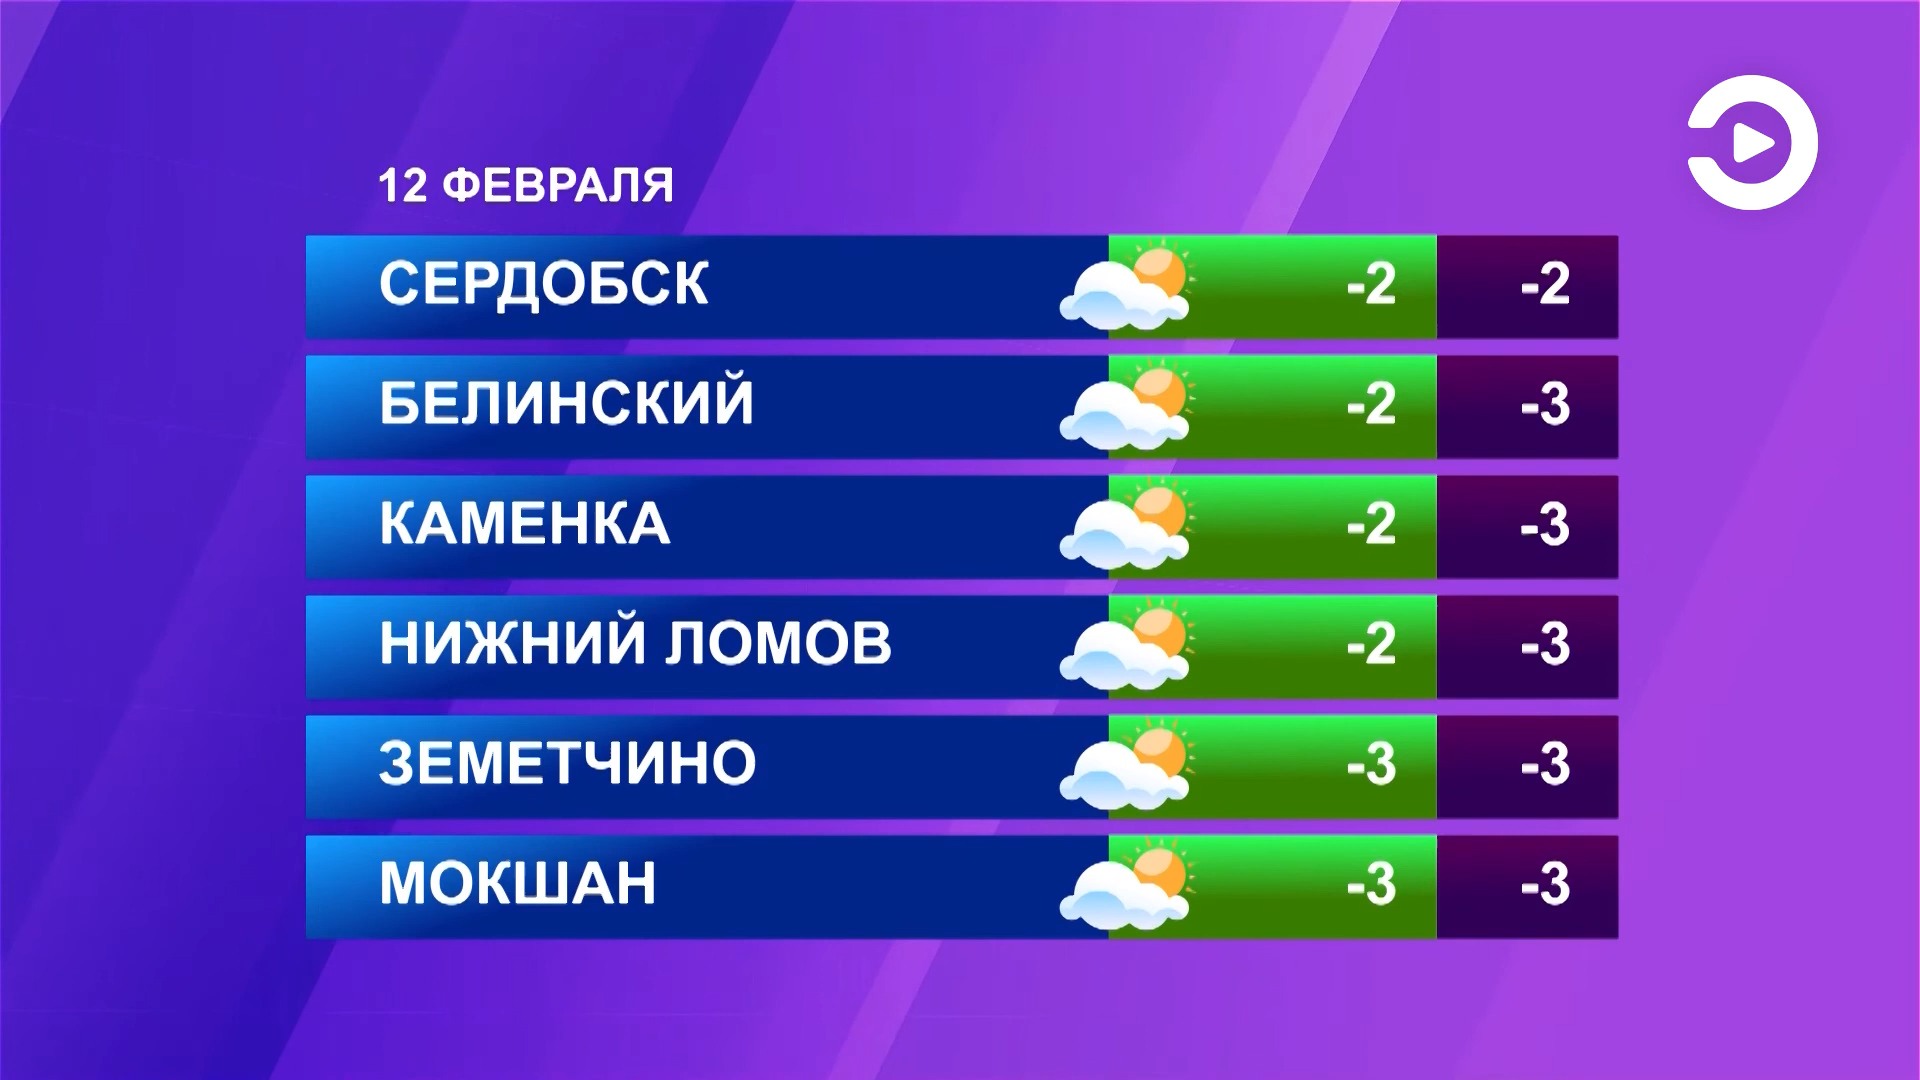 12 ФЕВРАЛЯ
СЕРДОБСК -2 -2
БЕЛИНСКИЙ -2 -3
КАМЕНКА -2 -3
НИЖНИЙ ЛОМОВ -2 -3
ЗЕМЕТЧИНО -3 -3
МОКШАН -3 -3